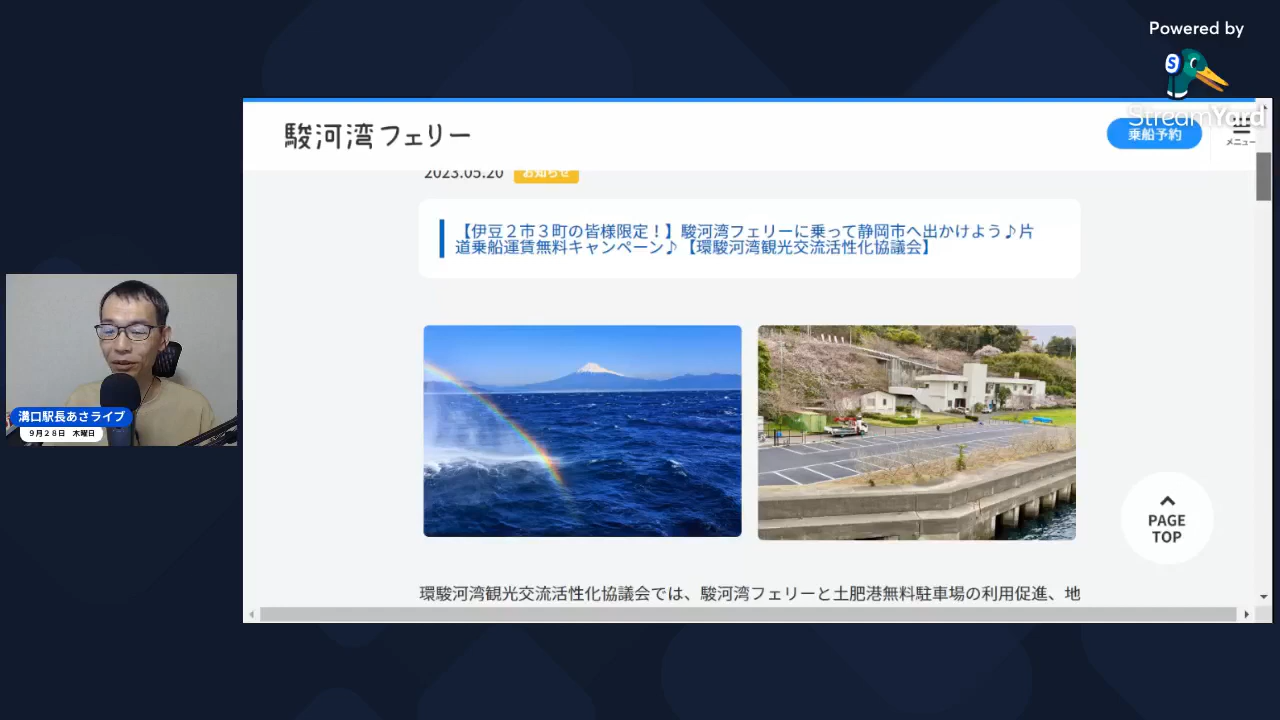 Powered by
S
StreamYard
駿河湾フェリー
乗船予約
メニュー
2023.05.20 お知らせ
【伊豆２市３町の皆様限定！】駿河湾フェリーに乗って静岡市へ出かけよう♪片
道乗船運賃無料キャンペーン♪【環駿河湾観光交流活性化協議会】
溝口駅長あさライブ
９月２８日　木曜日
PAGE
TOP
環駿河湾観光交流活性化協議会では、駿河湾フェリーと土肥港無料駐車場の利用促進、地